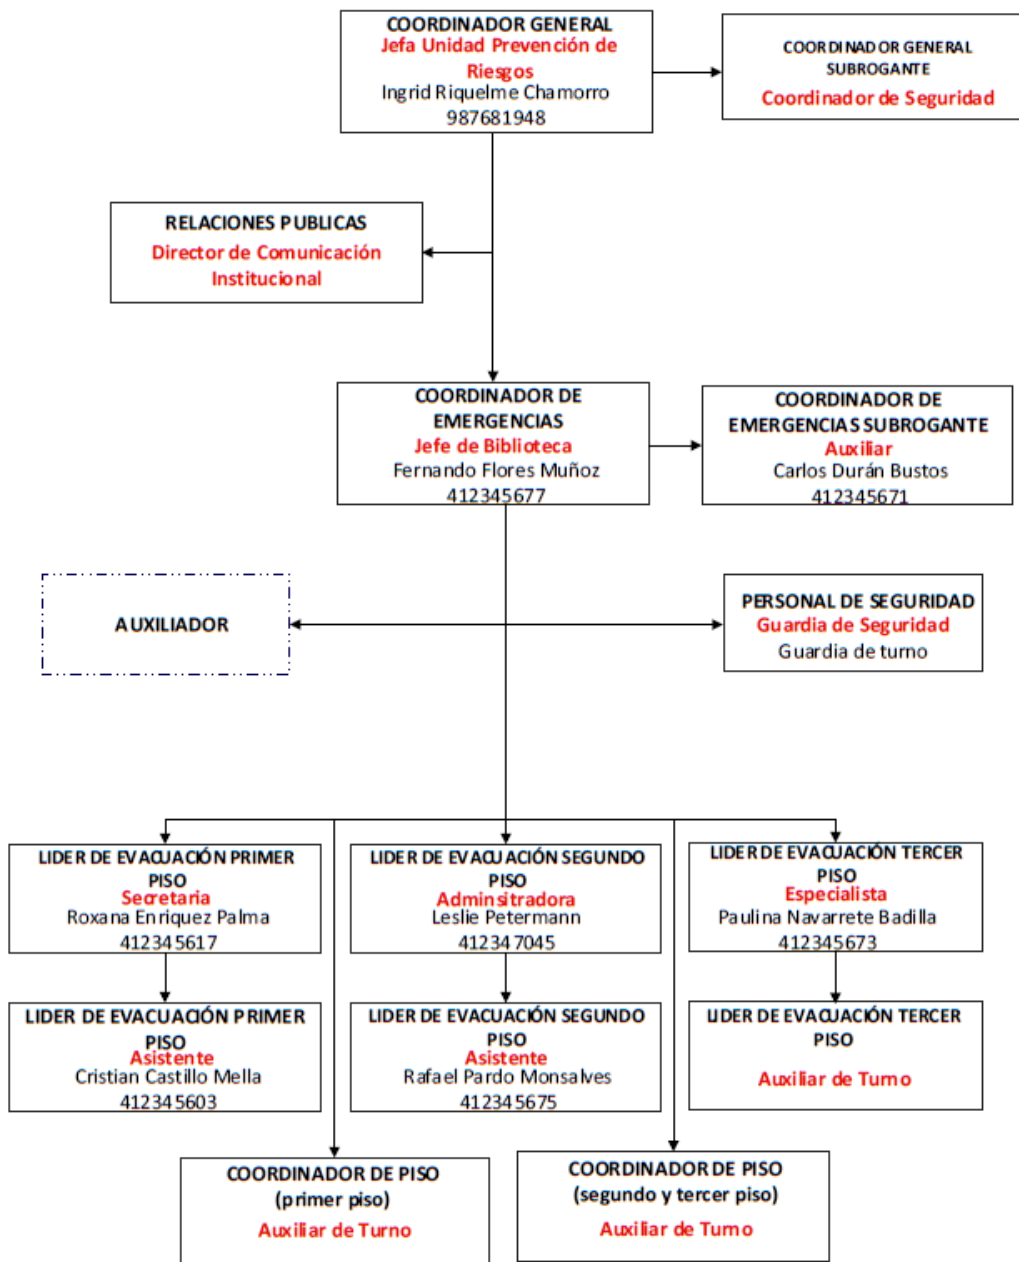 COORDINADOR GENERAL
Jefa Unidad Prevención de
Riesgos
Ingrid Riquelme Chamorro
987681948
COORDINADOR GENERAL
SUBROGANTE
Coordinador de Seguridad
RELACIONES PUBLICAS
Director de Comunicación
Institucional
COORDINADOR DE
EMERGENCIAS
Jefe de Biblioteca
Fernando Flores Muñoz
412345677
COORDINADOR DE
EMERGENCIAS SUBROGANTE
Auxiliar
Carlos Durán Bustos
412345671
AUXILIADOR
PERSONAL DE SEGURIDAD
Guardia de Seguridad
Guardia de turno
LIDER DE EVACUACIÓN PRIMER
PISO
Secretaria
Roxana Enriquez Palma
412345617
LIDER DE EVACUACIÓN SEGUNDO
PISO
Adminsitradora
Leslie Petermann
412347045
LIDER DE EVACUACIÓN TERCER
PISO
Especialista
Paulina Navarrete Badilla
412345673
LIDER DE EVACUACIÓN PRIMER
PISO
Asistente
Cristian Castillo Mella
412345603
LIDER DE EVACUACIÓN SEGUNDO
PISO
Asistente
Rafael Pardo Monsalves
412345675
LIDER DE EVACUACIÓN TERCER
PISO
Auxiliar de Turno
COORDINADOR DE PISO
(primer piso)
Auxiliar de Turno
COORDINADOR DE PISO
(segundo y tercer piso)
Auxiliar de Turno